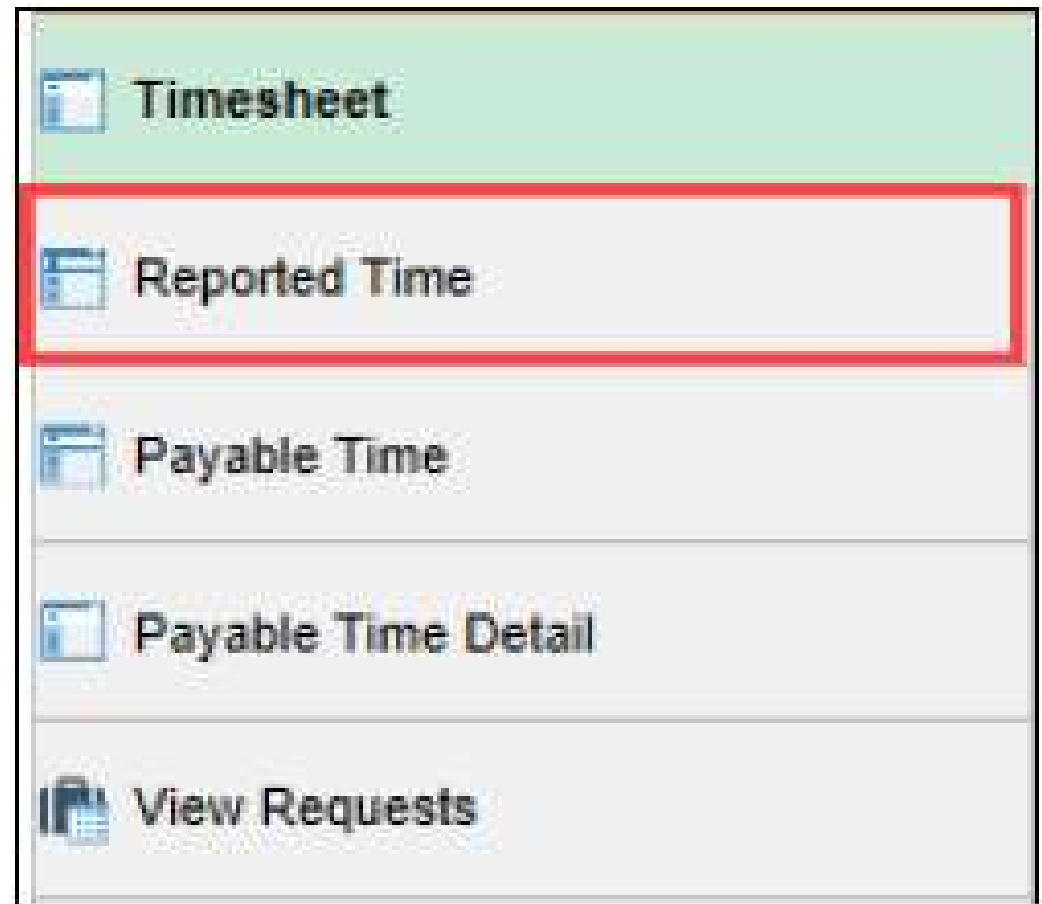 Timesheet
Reported Time
Payable Time
Payable Time Detail
View Requests